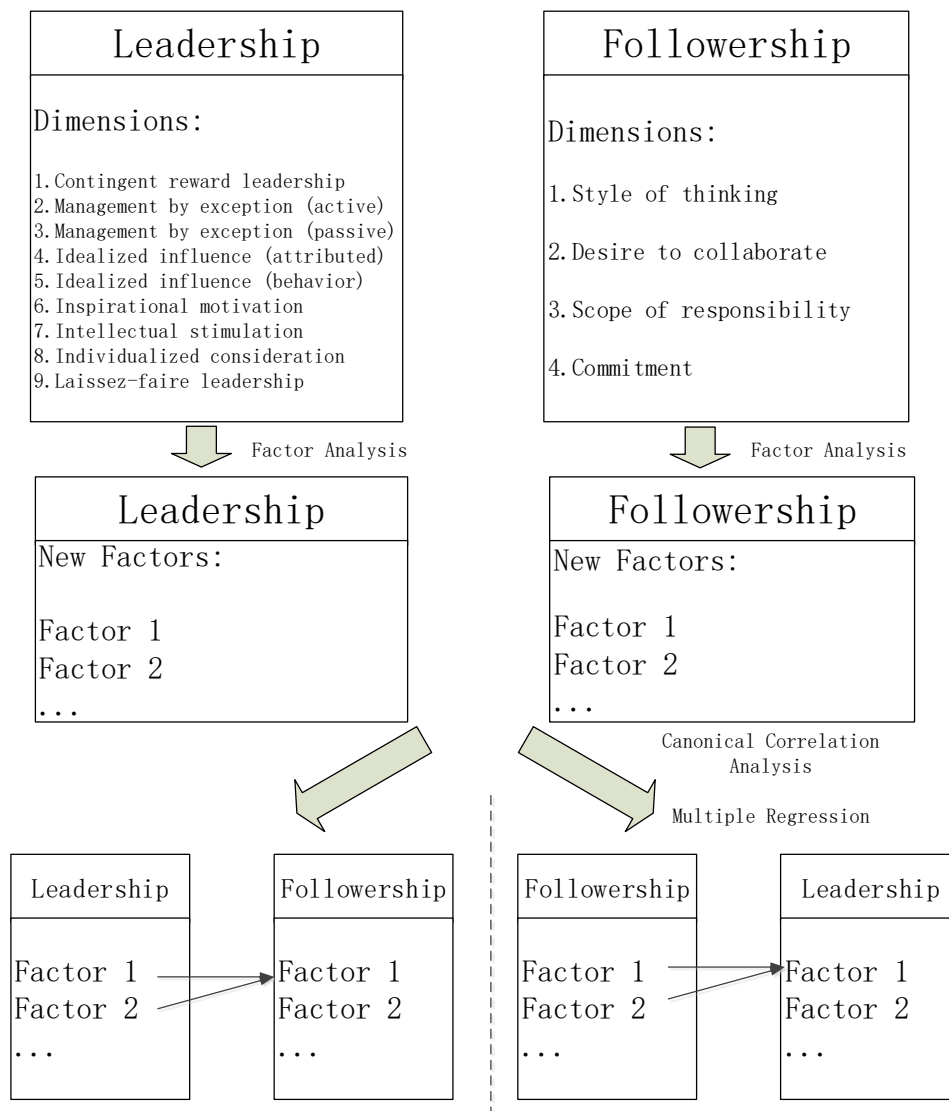 Leadership
Dimensions:
1.Contingent reward leadership
2.Management by exception (active)
3.Management by exception (passive)
4.Idealized influence (attributed)
5.Idealized influence (behavior)
6.Inspirational motivation
7.Intellectual stimulation
8.Individualized consideration
9.Laissez-faire leadership
Followership
Dimensions:
1.Style of thinking
2.Desire to collaborate
3.Scope of responsibility
4.Commitment
Factor Analysis
Factor Analysis
Leadership
New Factors:
Factor 1
Factor 2
...
Followership
New Factors:
Factor 1
Factor 2
...
Canonical Correlation
Analysis
Multiple Regression
Leadership
Factor 1
Factor 2
...
Followership
Factor 1
Factor 2
...
Followership
Factor 1
Factor 2
...
Leadership
Factor 1
Factor 2
...